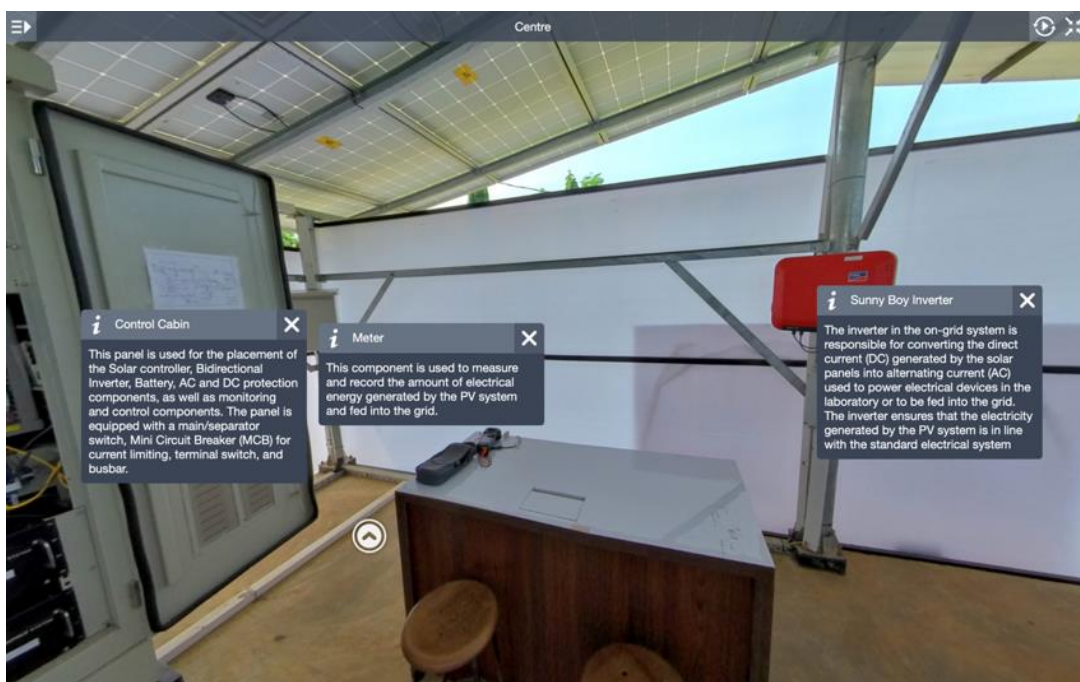 Centre
Control Cabin
This panel is used for the placement of
the Solar controller, Bidirectional
Inverter, Battery, AC and DC protection
components, as well as monitoring
and control components. The panel is
equipped with a main/separator
switch, Mini Circuit Breaker (MCB) for
current limiting, terminal switch, and
busbar.
Meter
This component is used to measure
and record the amount of electrical
energy generated by the PV system
and fed into the grid.
Sunny Boy Inverter
The inverter in the on-grid system is
responsible for converting the direct
current (DC) generated by the solar
panels into alternating current (AC)
used to power electrical devices in the
laboratory or to be fed into the grid.
The inverter ensures that the electricity
generated by the PV system is in line
with the standard electrical system